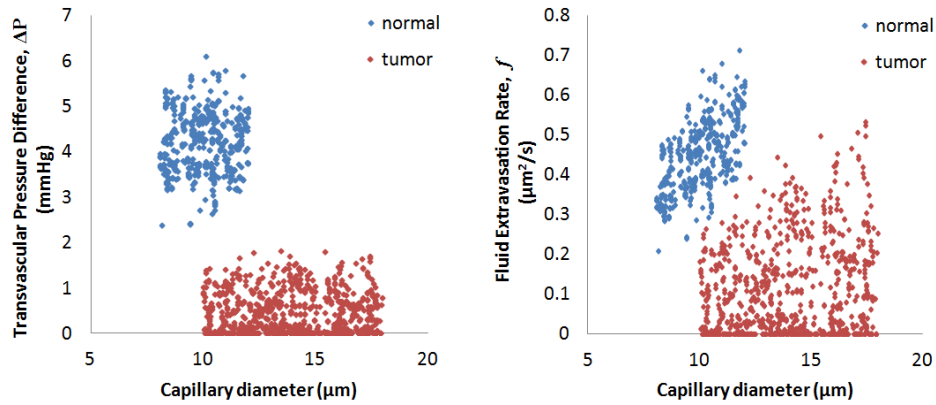 Transvascular Pressure Difference, ΔP
(mmHg)
7
6
5
4
3
2
1
0
5
10
15
20
Capillary diameter (μm)
normal
tumor
Fluid Extravasation Rate, f
(μm²/s)
0.8
0.7
0.6
0.5
0.4
0.3
0.2
0.1
0
5
10
15
20
Capillary diameter (μm)
normal
tumor